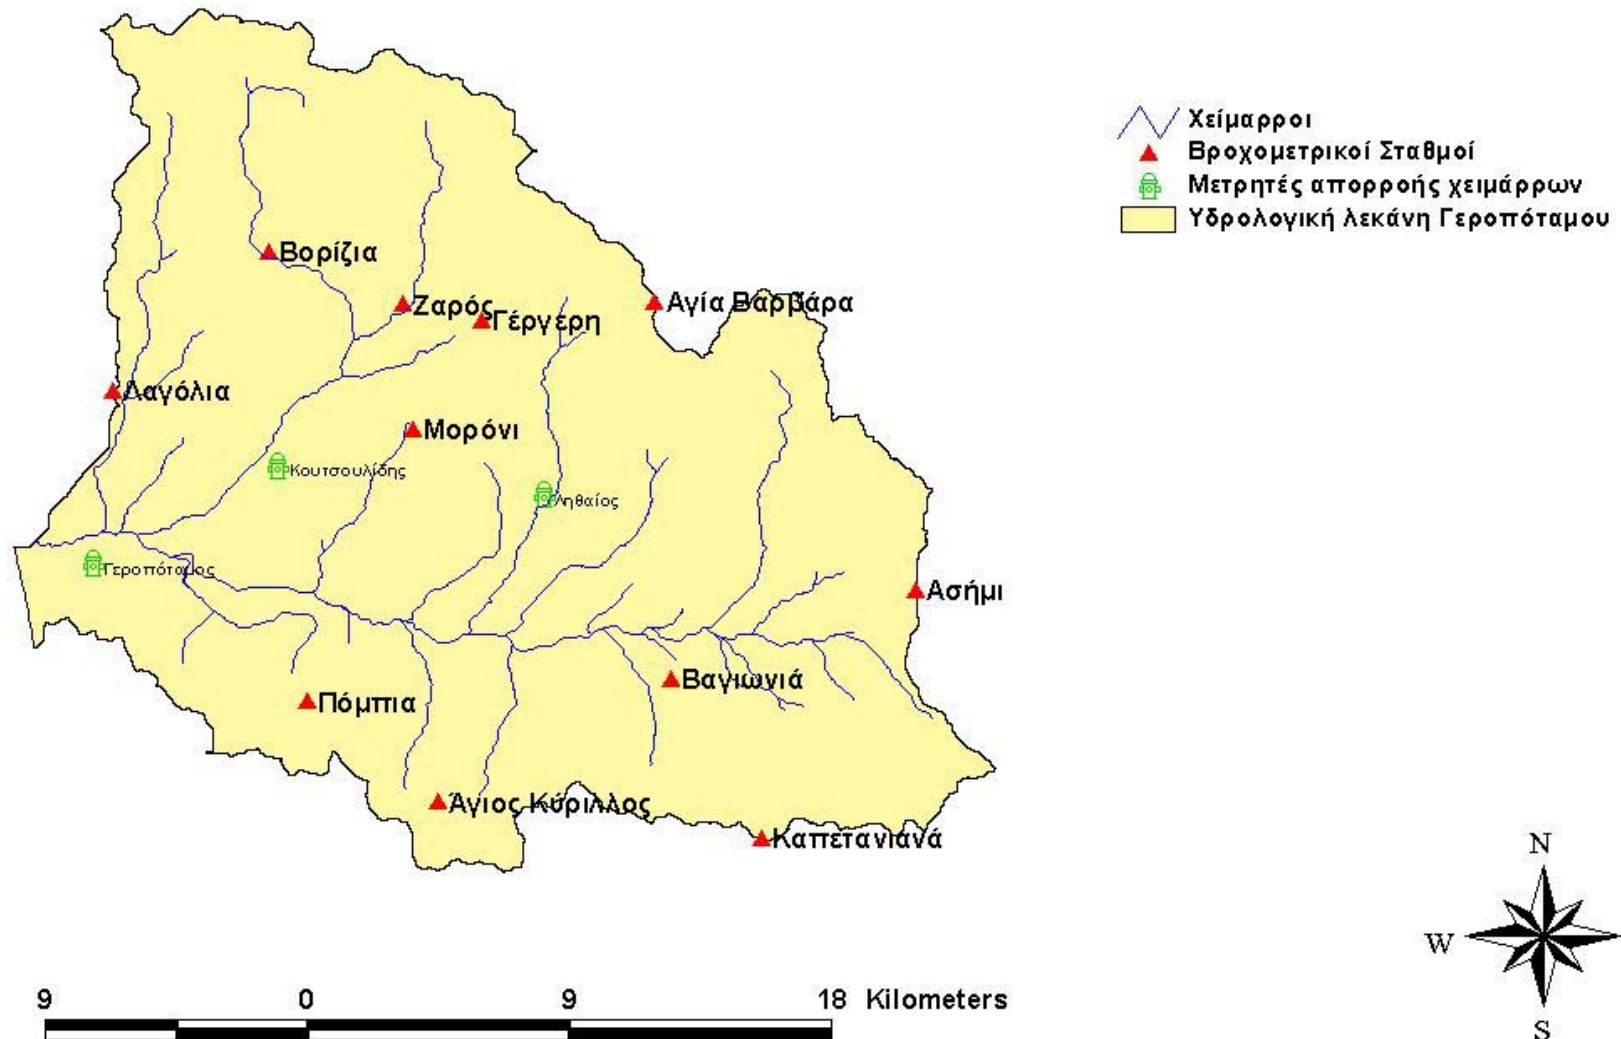 Χείμαρροι
Βροχομετρικοί Σταθμοί
Μετρητές απορροής χειμάρρων
Υδρολογική λεκάνη Γεροπόταμου
Βορίζια
Ζαρός
Γέργερη
Αγία Βαρβάρα
Λαγόλια
Μορόνι
Κουτσουλίδης
Ληθαίος
Γεροπόταμος
Ασήμι
Βαγιωνιά
Πόμπια
Άγιος Κύριλλος
Καπετανιανά
N
W
S
9 0 9 18 Kilometers